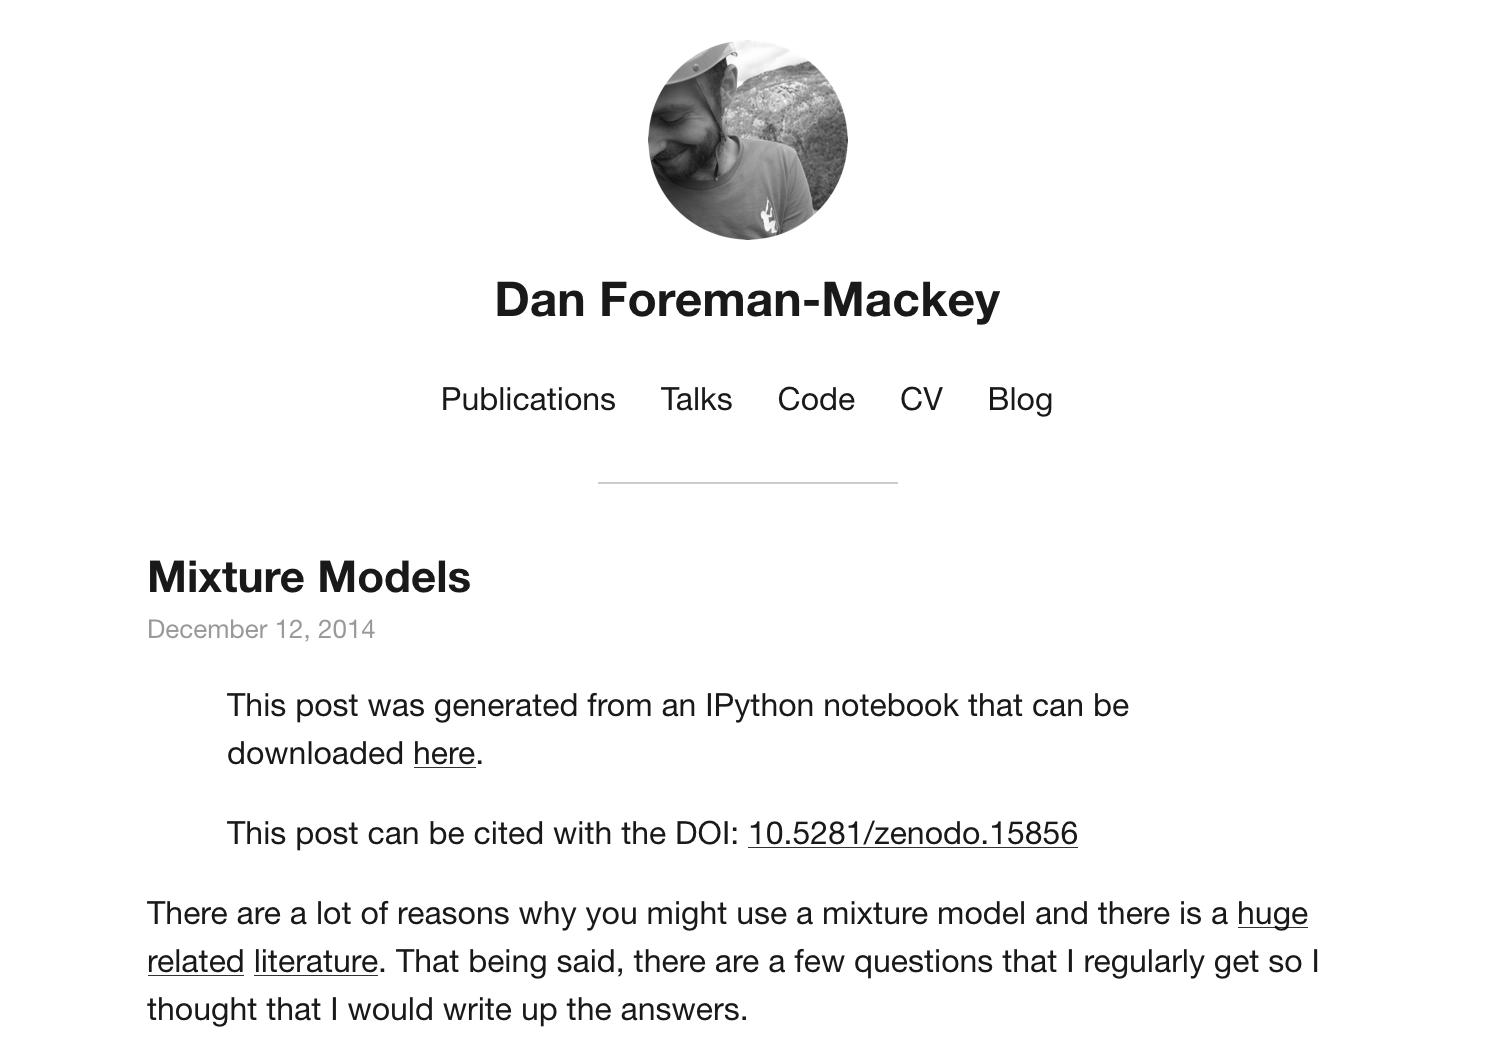 Dan Foreman-Mackey
Publications Talks Code CV Blog
Mixture Models
December 12, 2014
This post was generated from an IPython notebook that can be
downloaded here.
This post can be cited with the DOI: 10.5281/zenodo.15856
There are a lot of reasons why you might use a mixture model and there is a huge
related literature. That being said, there are a few questions that I regularly get so I
thought that I would write up the answers.